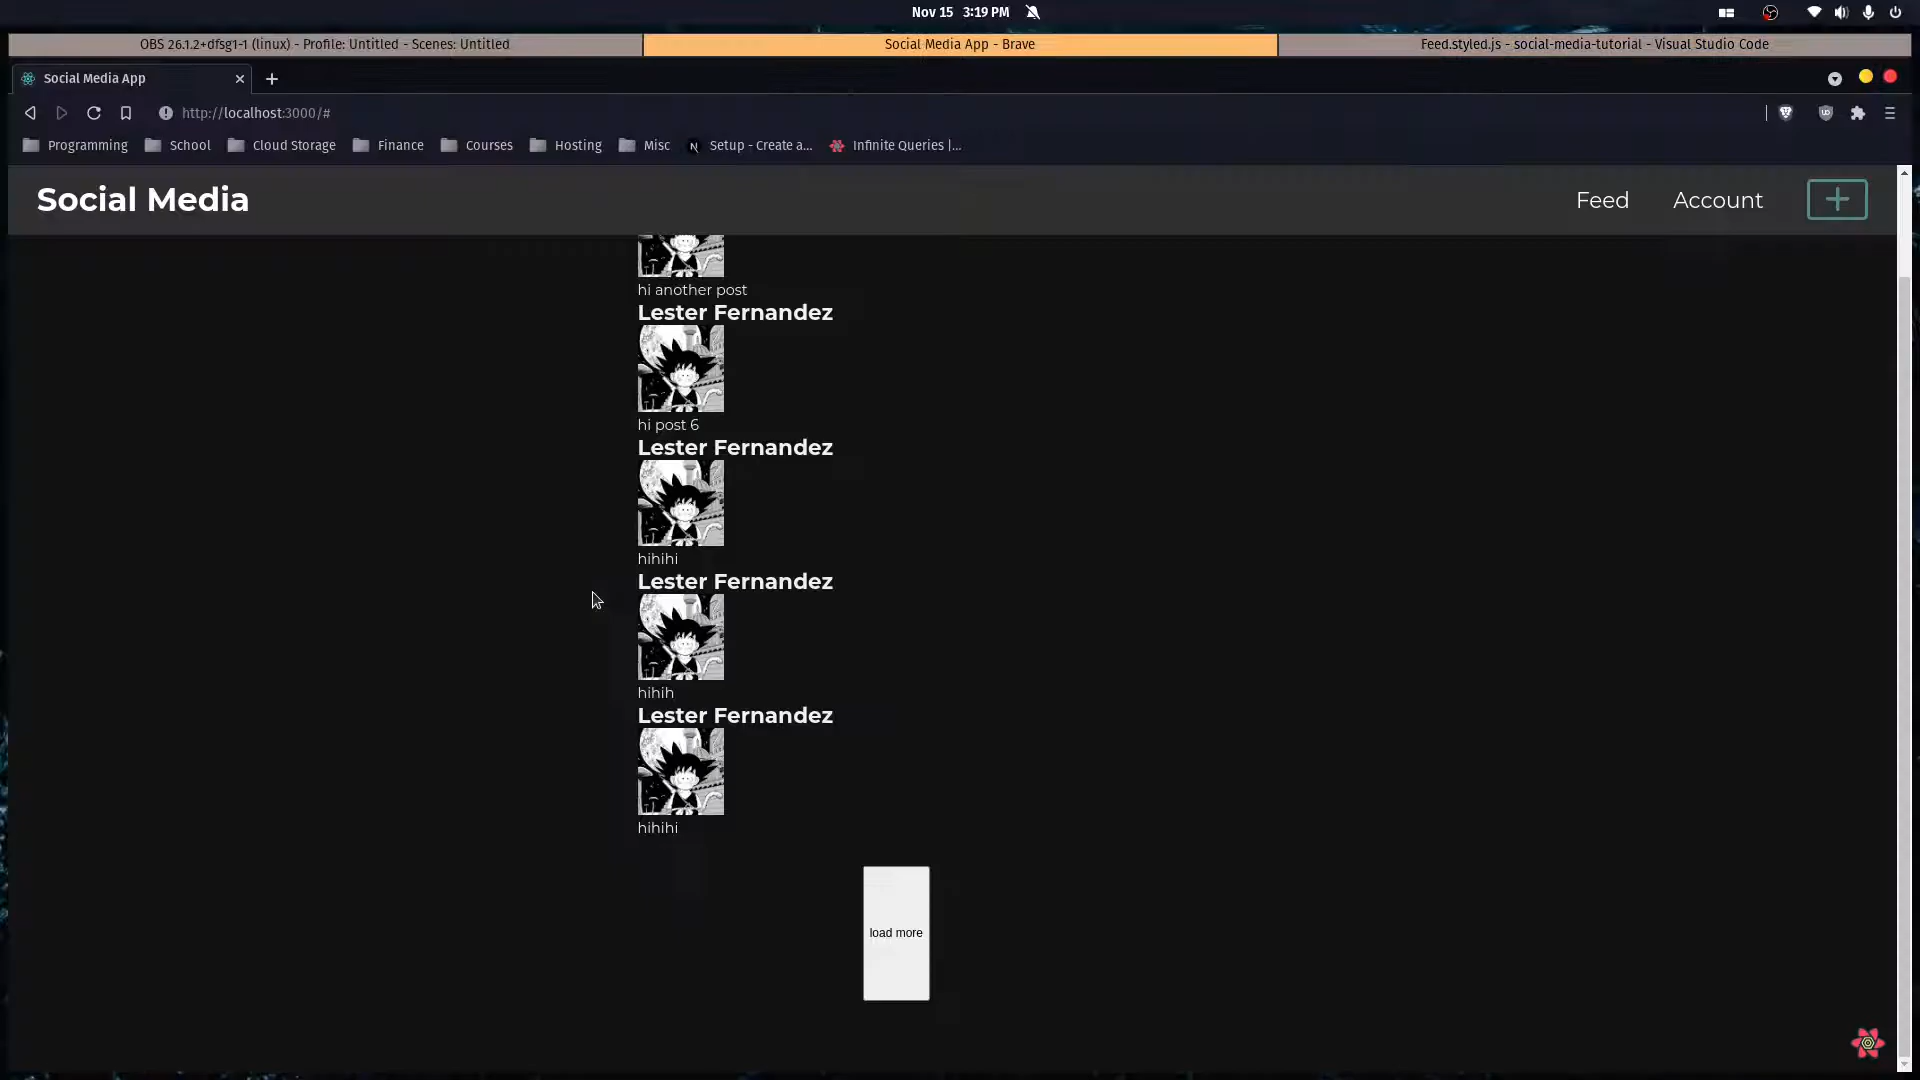 Nov 15 3:19 PM
OBS 26.1.2+dfsg1-1 (linux) - Profile: Untitled - Scenes: Untitled
Social Media App - Brave
Feed.styled.js - social-media-tutorial - Visual Studio Code
Social Media App
http://localhost:3000/#
Programming
School
Cloud Storage
Finance
Courses
Hosting
Misc
N Setup - Create a...
Infinite Queries |...
Social Media
Feed
Account
hi another post
Lester Fernandez
hi post 6
Lester Fernandez
hihihi
Lester Fernandez
hihih
Lester Fernandez
hihihi
load more